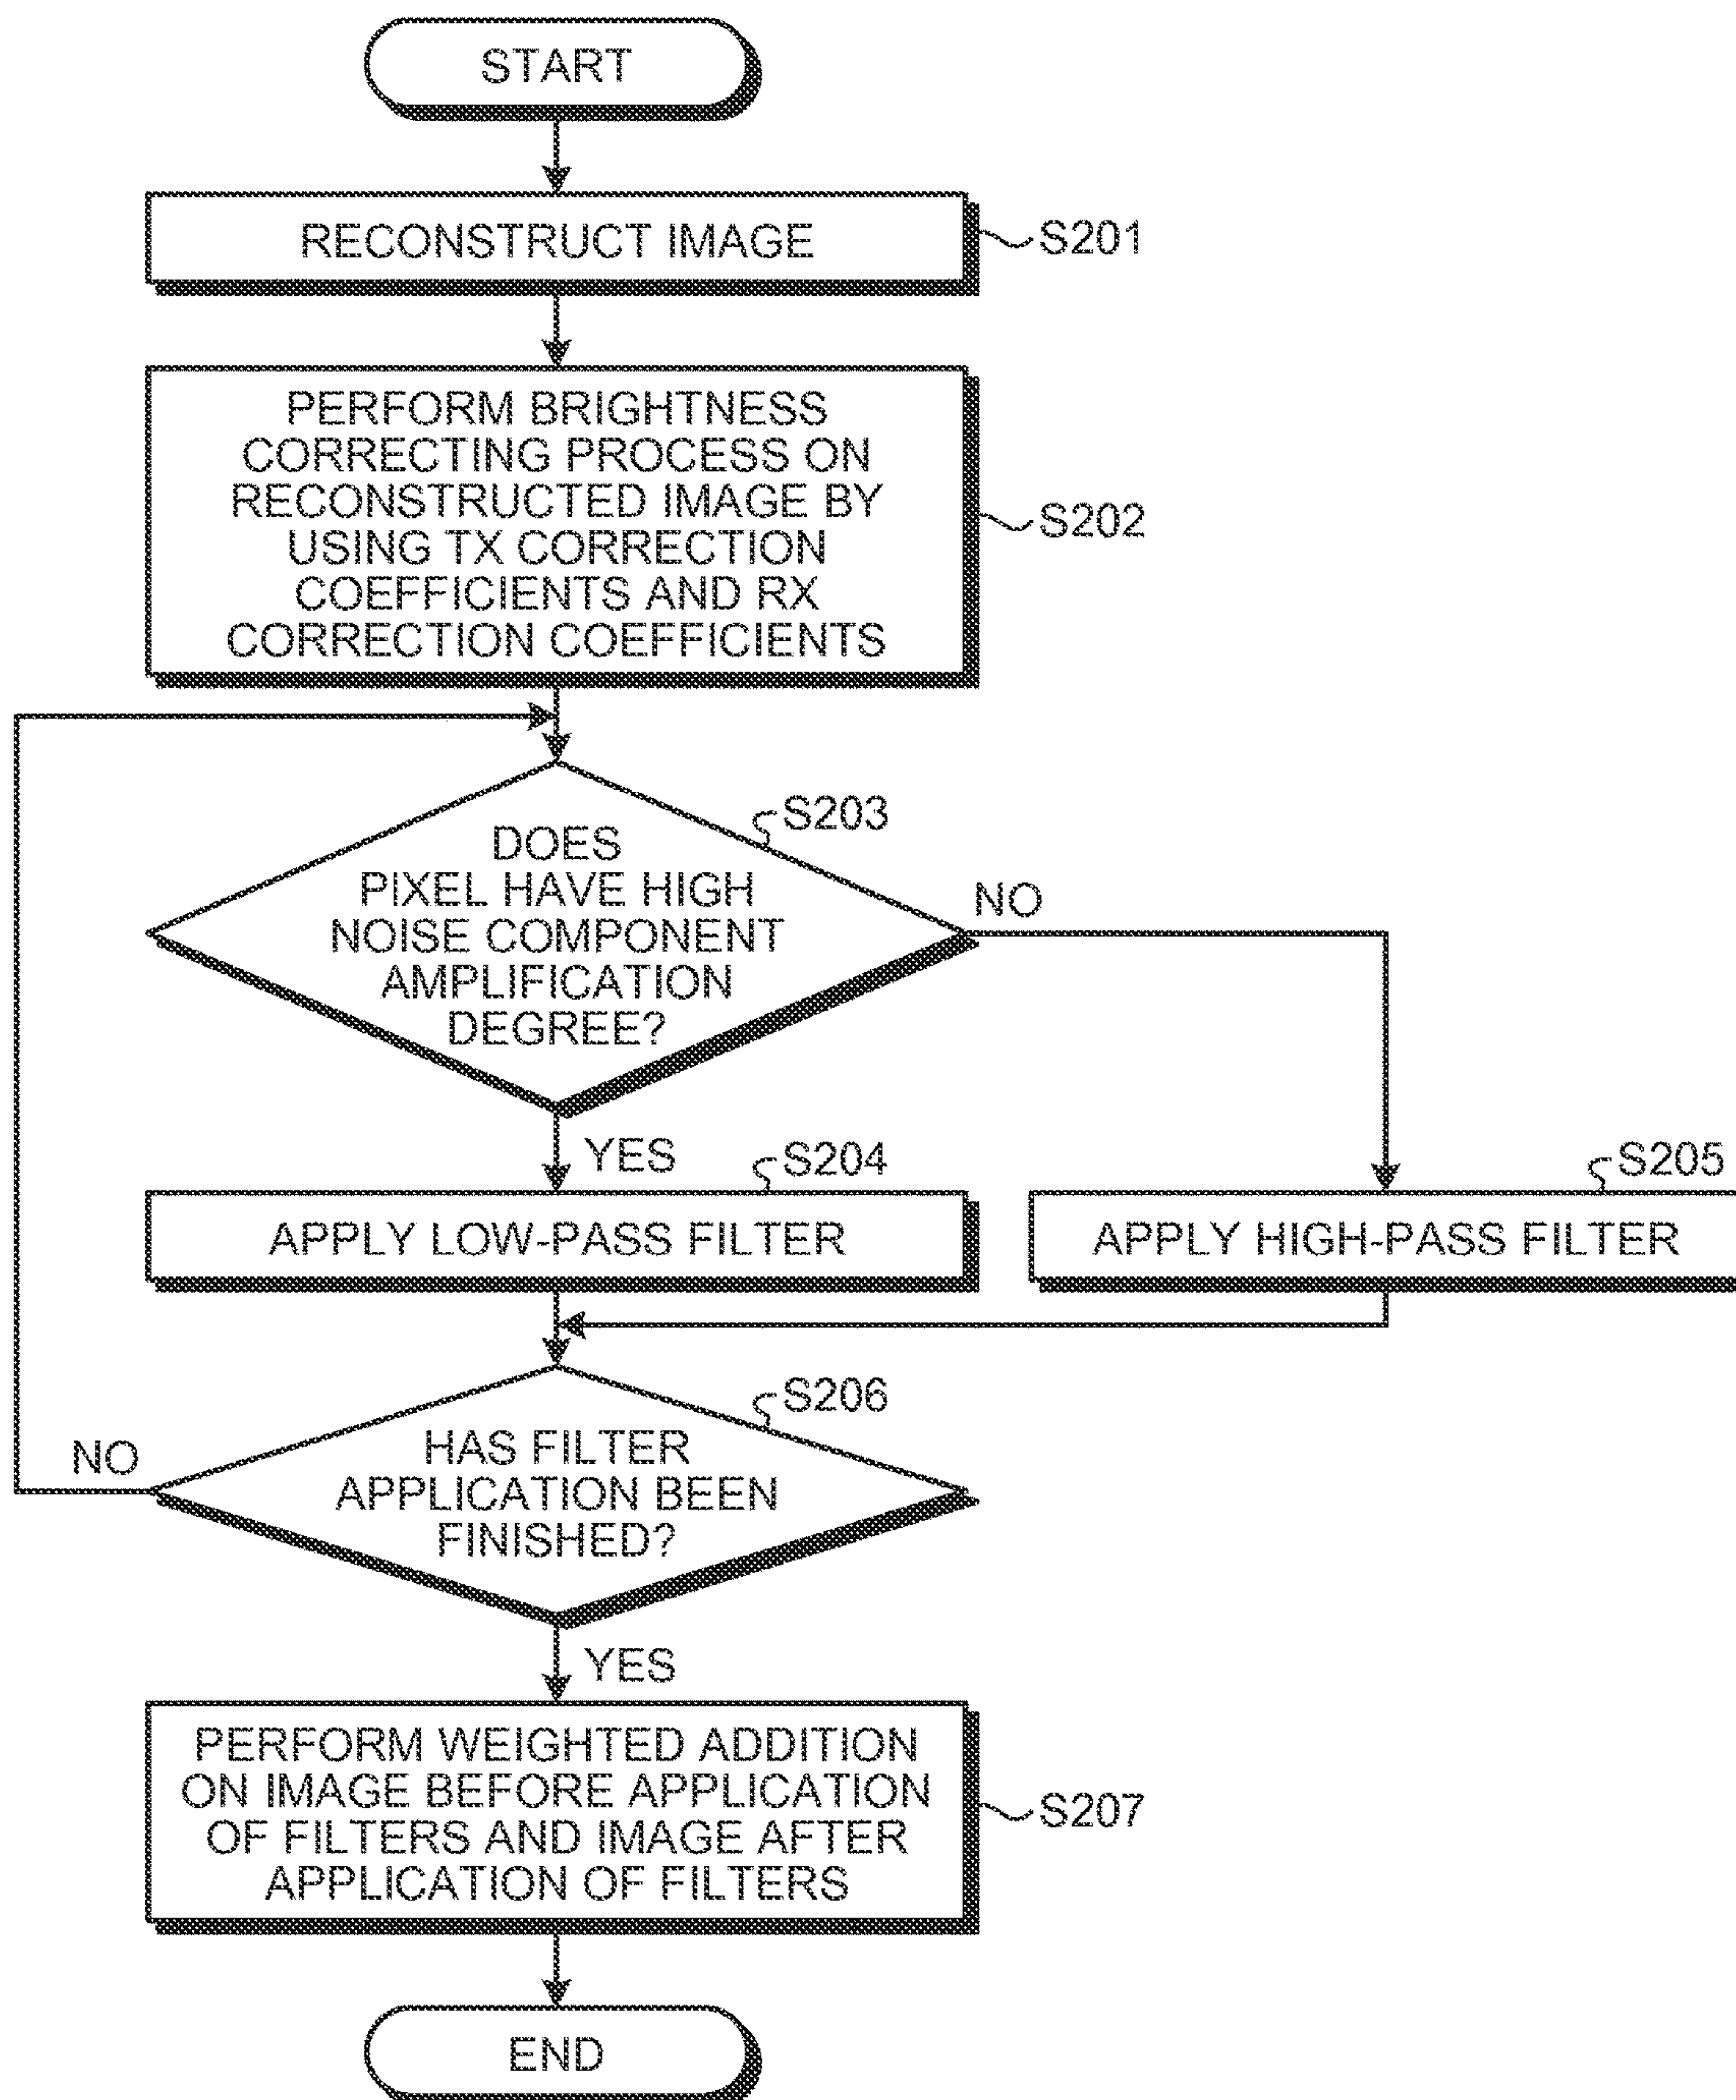 START
RECONSTRUCT IMAGE
S201
PERFORM BRIGHTNESS
CORRECTING PROCESS ON
RECONSTRUCTED IMAGE BY
USING TX CORRECTION
COEFFICIENTS AND RX
CORRECTION COEFFICIENTS
S202
S203
DOES
PIXEL HAVE HIGH
NOISE COMPONENT
AMPLIFICATION
DEGREE?
NO
YES
S204
APPLY LOW-PASS FILTER
S205
APPLY HIGH-PASS FILTER
S206
HAS FILTER
APPLICATION BEEN
FINISHED?
NO
YES
PERFORM WEIGHTED ADDITION
ON IMAGE BEFORE APPLICATION
OF FILTERS AND IMAGE AFTER
APPLICATION OF FILTERS
S207
END